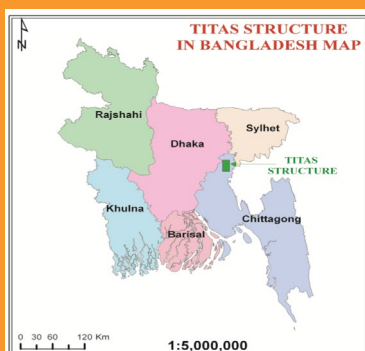 TITAS STRUCTURE
IN BANGLADESH MAP
N
Rajshahi
Dhaka
Sylhet
TITAS
STRUCTURE
Khulna
Chittagong
Barisal
0 30 60 120 Km
1:5,000,000